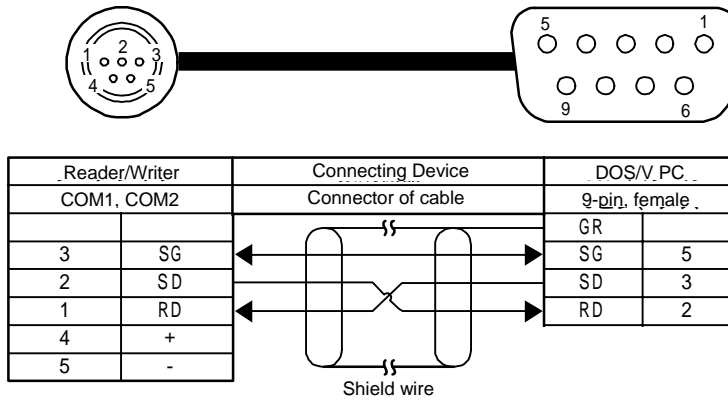 5 1
1 2 3
4 5
9 6
Reader/Writer Connecting Device DOS/V PC
COM1, COM2 Connector of cable 9-pin, female
GR
3 SG SG 5
2 SD SD 3
1 RD RD 2
4 +
5 -
Shield wire